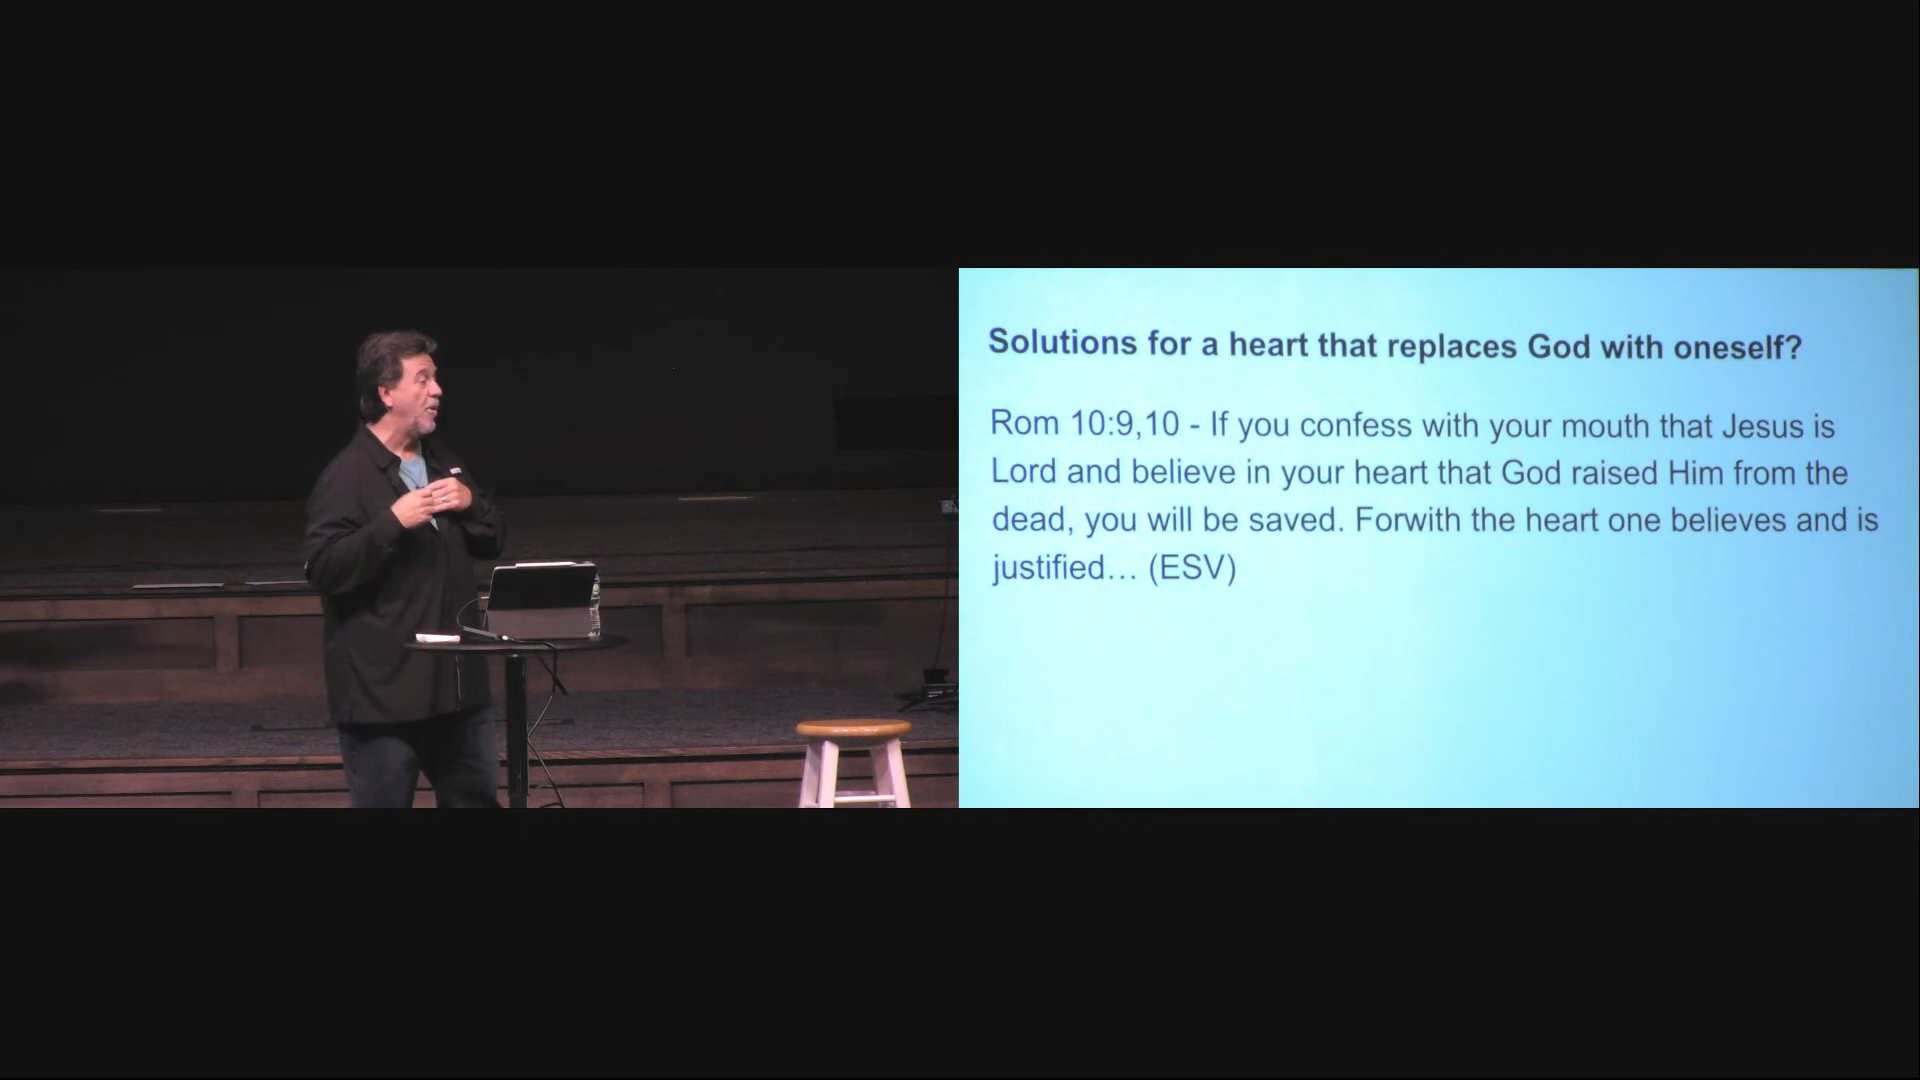 Solutions for a heart that replaces God with oneself?
Rom 10:9,10 - If you confess with your mouth that Jesus is
Lord and believe in your heart that God raised Him from the
dead, you will be saved. Forwith the heart one believes and is
justified… (ESV)